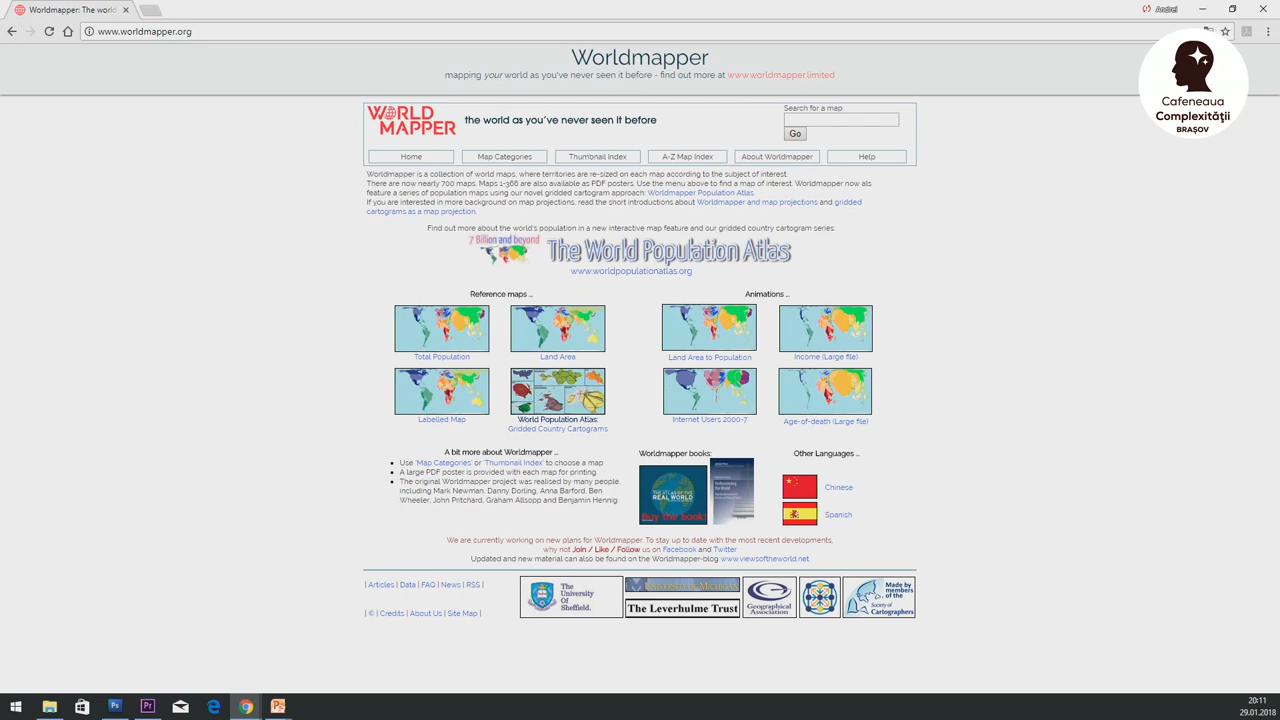 Worldmapper: The world
Andrei
www.worldmapper.org
Worldmapper
mapping your world as you've never seen it before - find out more at www.worldmapper.limited
Cafeneaua
Complexității
BRAȘOV
WORLD
MAPPER
the world as you've never seen it before
Search for a map:
Go
Home
Map Categories
Thumbnail Index
A-Z Map Index
About Worldmapper
Help
Worldmapper is a collection of world maps, where territories are re-sized on each map according to the subject of interest.
There are now nearly 700 maps. Maps 1-366 are also available as PDF posters. Use the menu above to find a map of interest. Worldmapper now als
feature a series of population maps using our novel gridded cartogram approach: Worldmapper Population Atlas
If you are interested in more background on map projections, read the short introductions about Worldmapper and map projections and gridded
cartograms as a map projection.
Find out more about the world's population in a new interactive map feature and our gridded country cartogram series:
7 Billion and beyond
The World Population Atlas
www.worldpopulationatlas.org
Reference maps ...
Animations ...
Total Population
Land Area
Land Area to Population
Income (Large file)
Labelled Map
World Population Atlas:
Gridded Country Cartograms
Internet Users 2000-7
Age-of-death (Large file)
A bit more about Worldmapper ...
Use 'Map Categories' or 'Thumbnail Index' to choose a map
A large PDF poster is provided with each map for printing.
The original Worldmapper project was realised by many people,
including Mark Newman, Danny Dorling, Anna Barford, Ben
Wheeler, John Pritchard, Graham Allsopp and Benjamin Hennig.
Worldmapper books:
THE ATLAS OF THE
REAL WORLD
Buy the book!
Other Languages ...
Chinese
Spanish
We are currently working on new plans for Worldmapper. To stay up to date with the most recent developments,
why not Join / Like / Follow us on Facebook and Twitter
Updated and new material can also be found on the Worldmapper-blog www.viewsoftheworld.net
| Articles | Data | FAQ | News | RSS |
| © | Credits | About Us | Site Map |
The
University
Of
Sheffield.
UNIVERSITY OF MICHIGAN
The Leverhulme Trust
Geographical
Association
Made by
members
of the
Society of
Cartographers
20:11
29.01.2018